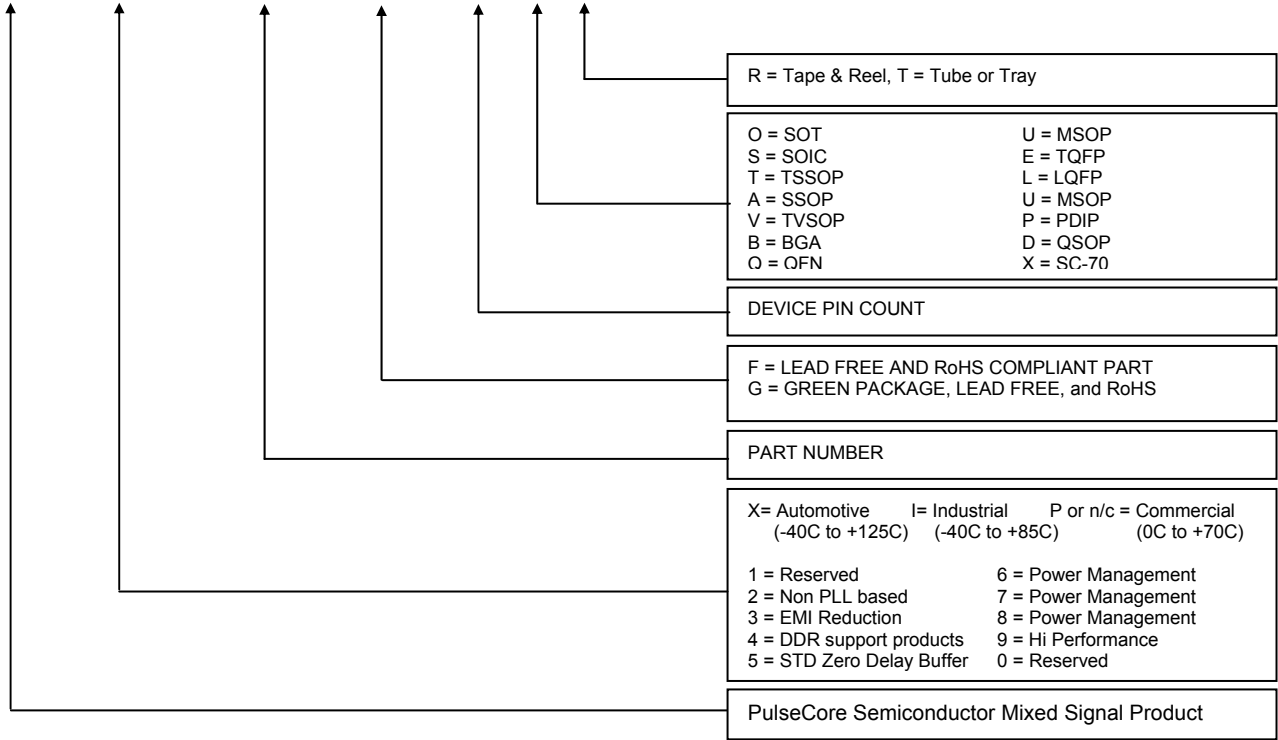 R = Tape & Reel, T = Tube or Tray
O = SOT U = MSOP
S = SOIC E = TQFP
T = TSSOP L = LQFP
A = SSOP U = MSOP
V = TVSOP P = PDIP
B = BGA D = QSOP
Q = QFN X = SC-70
DEVICE PIN COUNT
F = LEAD FREE AND RoHS COMPLIANT PART
G = GREEN PACKAGE, LEAD FREE, and RoHS
PART NUMBER
X= Automotive I= Industrial P or n/c = Commercial
(-40C to +125C) (-40C to +85C) (0C to +70C)
1 = Reserved 6 = Power Management
2 = Non PLL based 7 = Power Management
3 = EMI Reduction 8 = Power Management
4 = DDR support products 9 = Hi Performance
5 = STD Zero Delay Buffer 0 = Reserved
PulseCore Semiconductor Mixed Signal Product